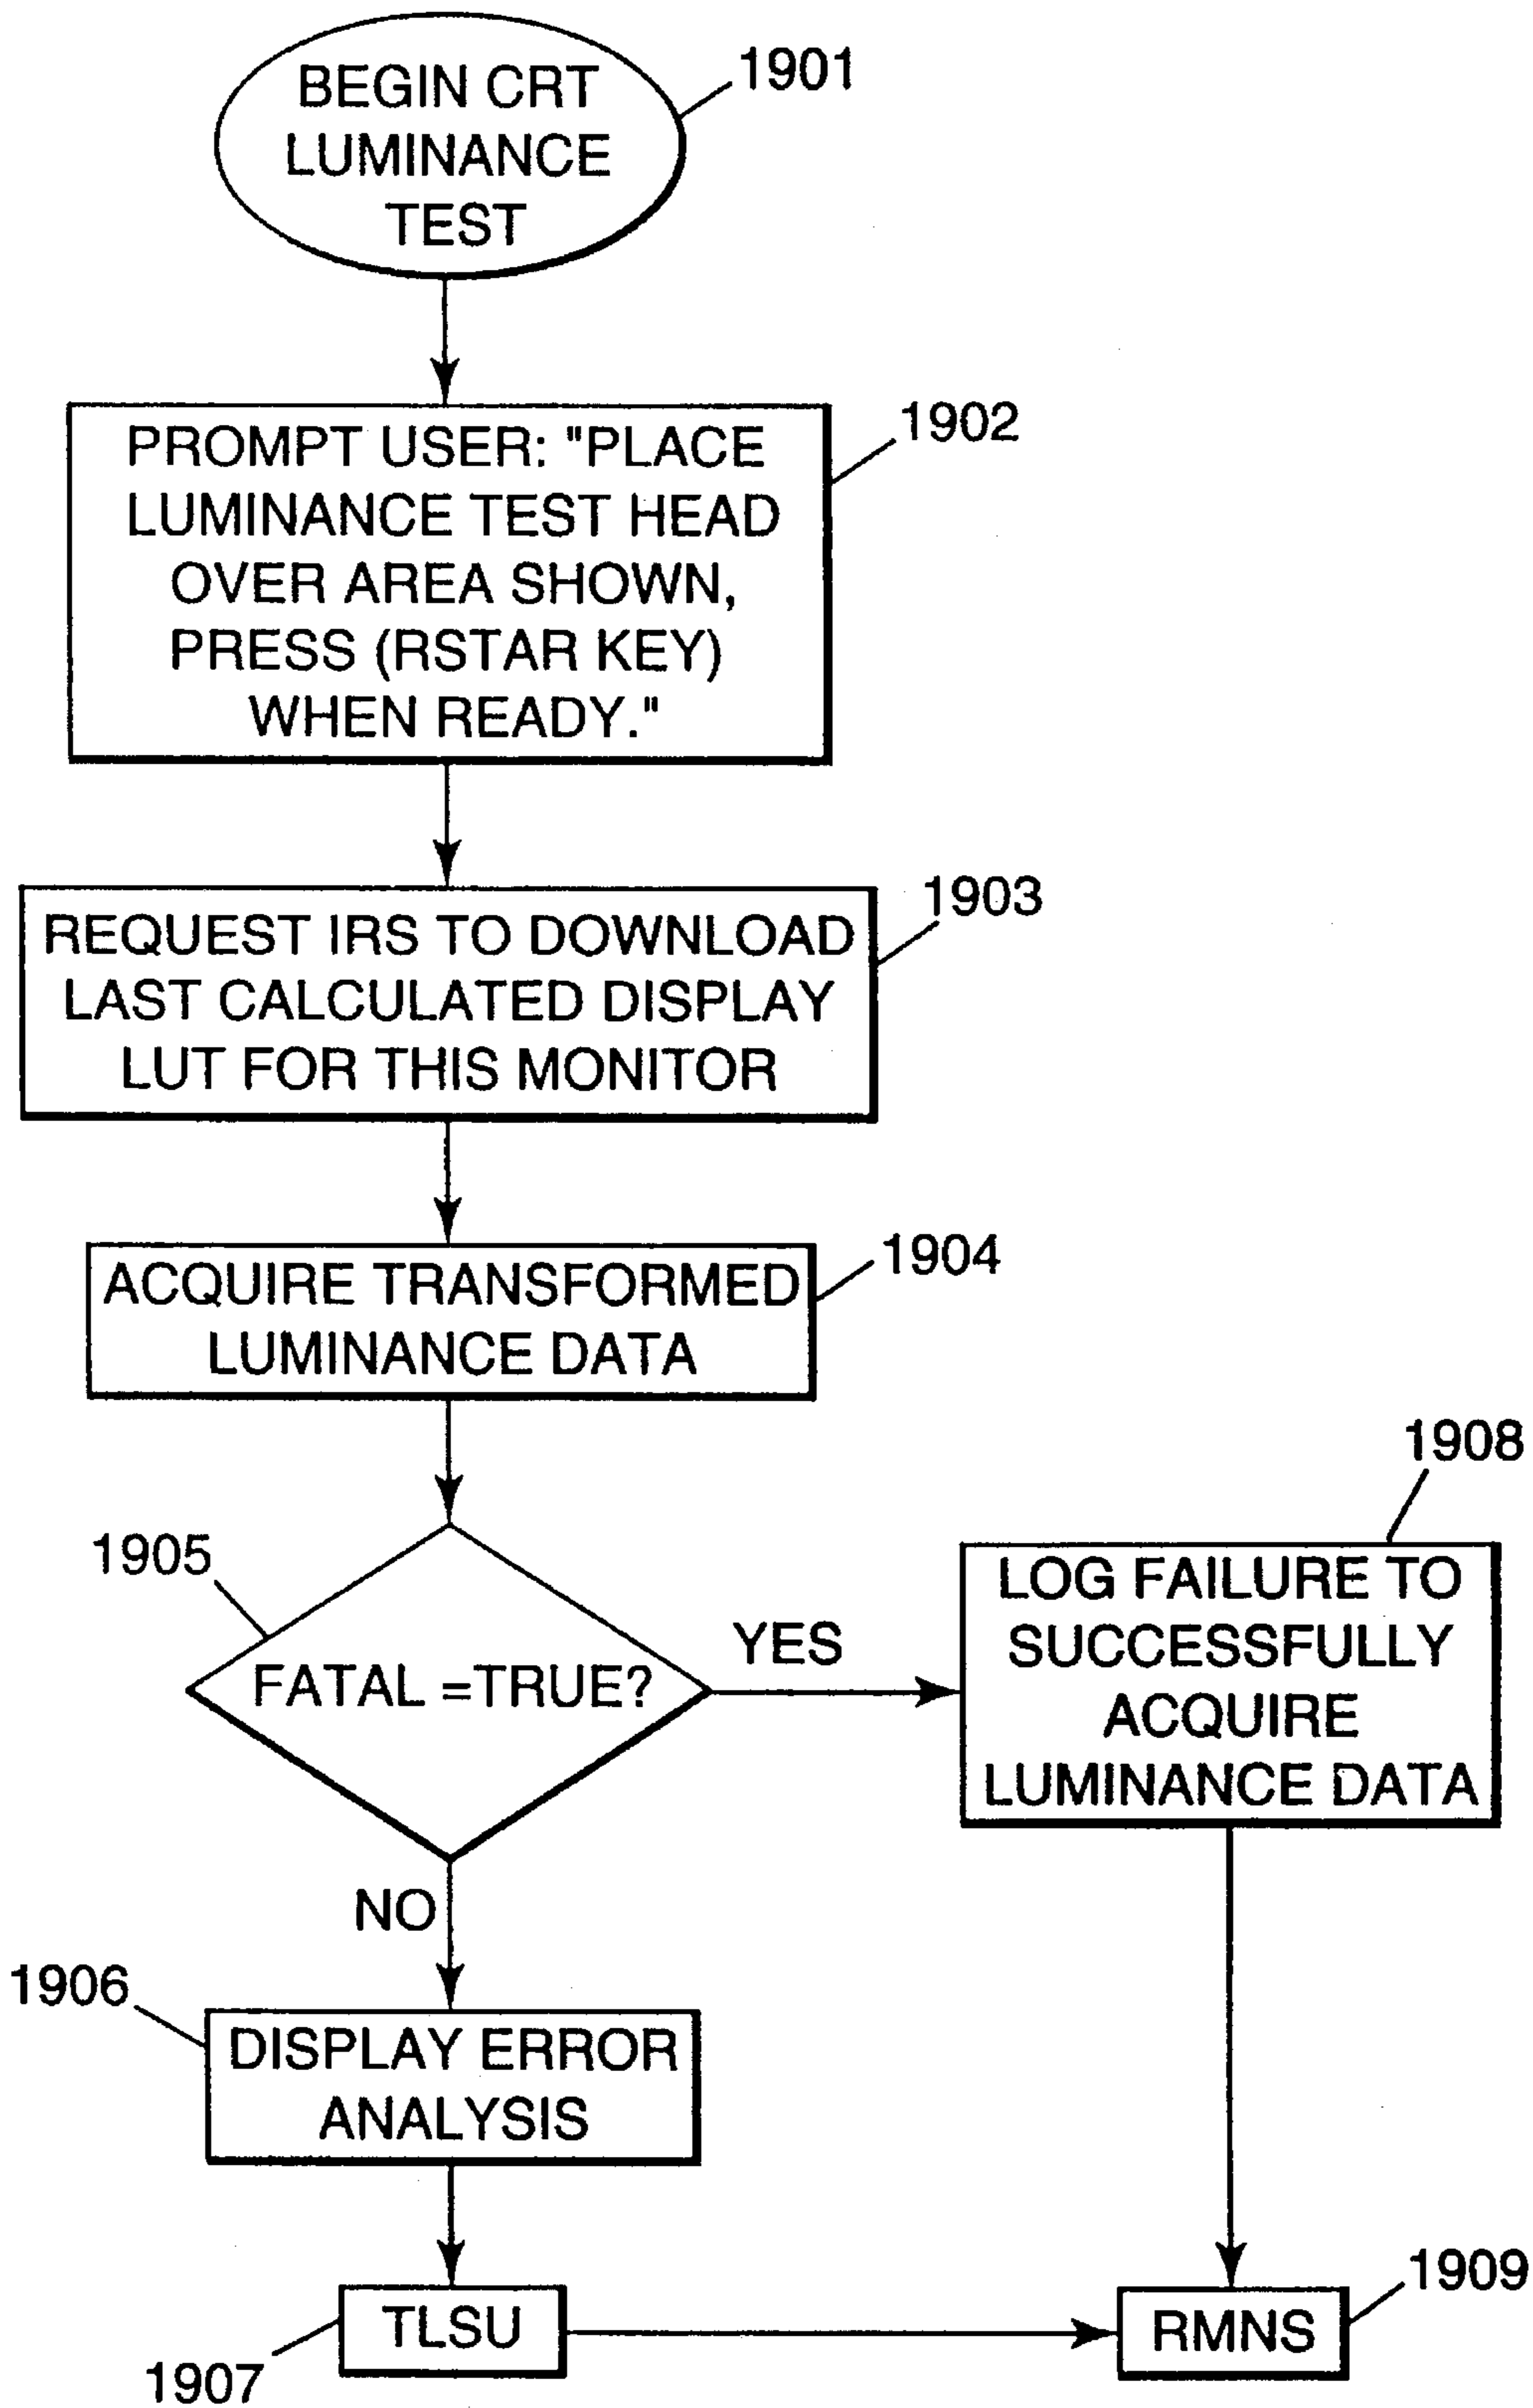 BEGIN CRT
LUMINANCE
TEST
1901
PROMPT USER: "PLACE
LUMINANCE TEST HEAD
OVER AREA SHOWN,
PRESS (RSTAR KEY)
WHEN READY."
1902
REQUEST IRS TO DOWNLOAD
LAST CALCULATED DISPLAY
LUT FOR THIS MONITOR
1903
ACQUIRE TRANSFORMED
LUMINANCE DATA
1904
1905
FATAL =TRUE?
YES
1908
LOG FAILURE TO
SUCCESSFULLY
ACQUIRE
LUMINANCE DATA
NO
1906
DISPLAY ERROR
ANALYSIS
TLSU
1907
RMNS
1909